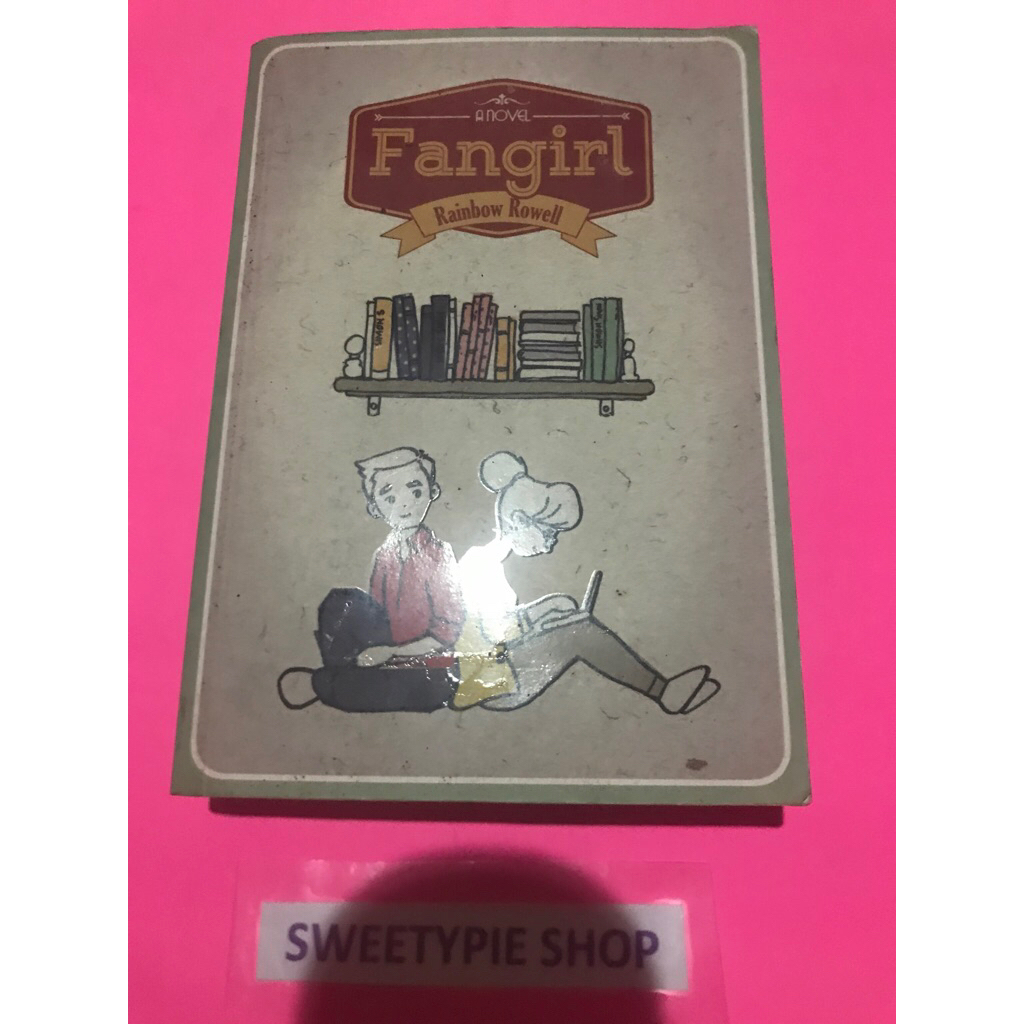 A NOVEL
Fangirl
Rainbow Rowell
SWEETYPIE SHOP